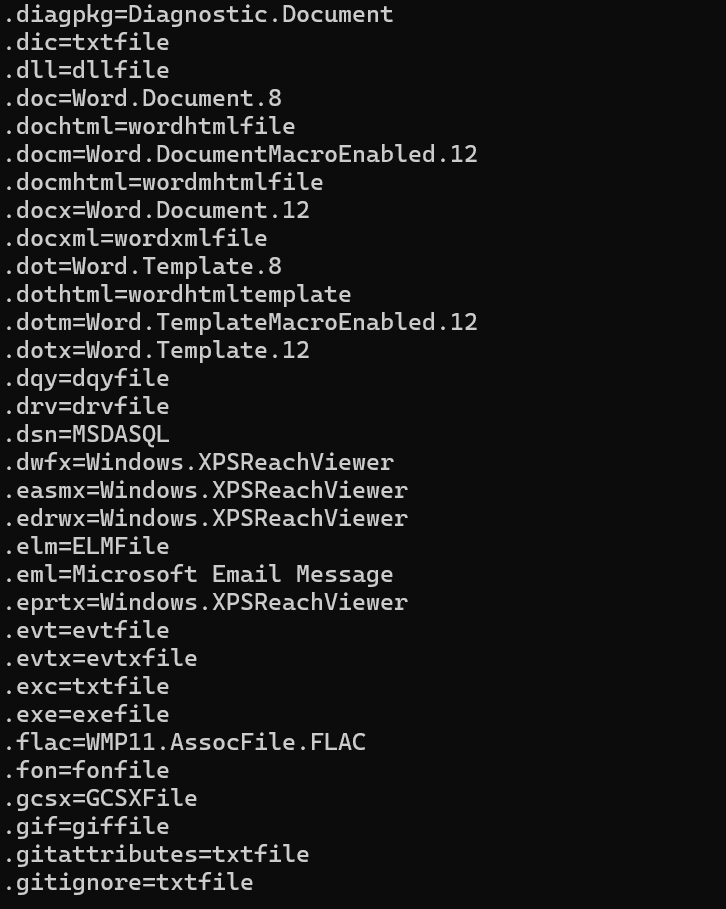 .diagpkg=Diagnostic.Document
.dic=txtfile
.dll=dllfile
.doc=Word.Document.8
.dochtml=wordhtmlfile
.docm=Word.DocumentMacroEnabled.12
.docmhtml=wordmhtmlfile
.docx=Word.Document.12
.docxml=wordxmlfile
.dot=Word.Template.8
.dothtml=wordhtmltemplate
.dotm=Word.TemplateMacroEnabled.12
.dotx=Word.Template.12
.dqy=dqyfile
.drv=drvfile
.dsn=MSDASQL
.dwfx=Windows.XPSReachViewer
.easmx=Windows.XPSReachViewer
.edrwx=Windows.XPSReachViewer
.elm=ELMFile
.eml=Microsoft Email Message
.eprtx=Windows.XPSReachViewer
.evt=evtfile
.evtx=evtxfile
.exc=txtfile
.exe=exefile
.flac=WMP11.AssocFile.FLAC
.fon=fonfile
.gcsx=GCSXFile
.gif=giffile
.gitattributes=txtfile
.gitignore=txtfile